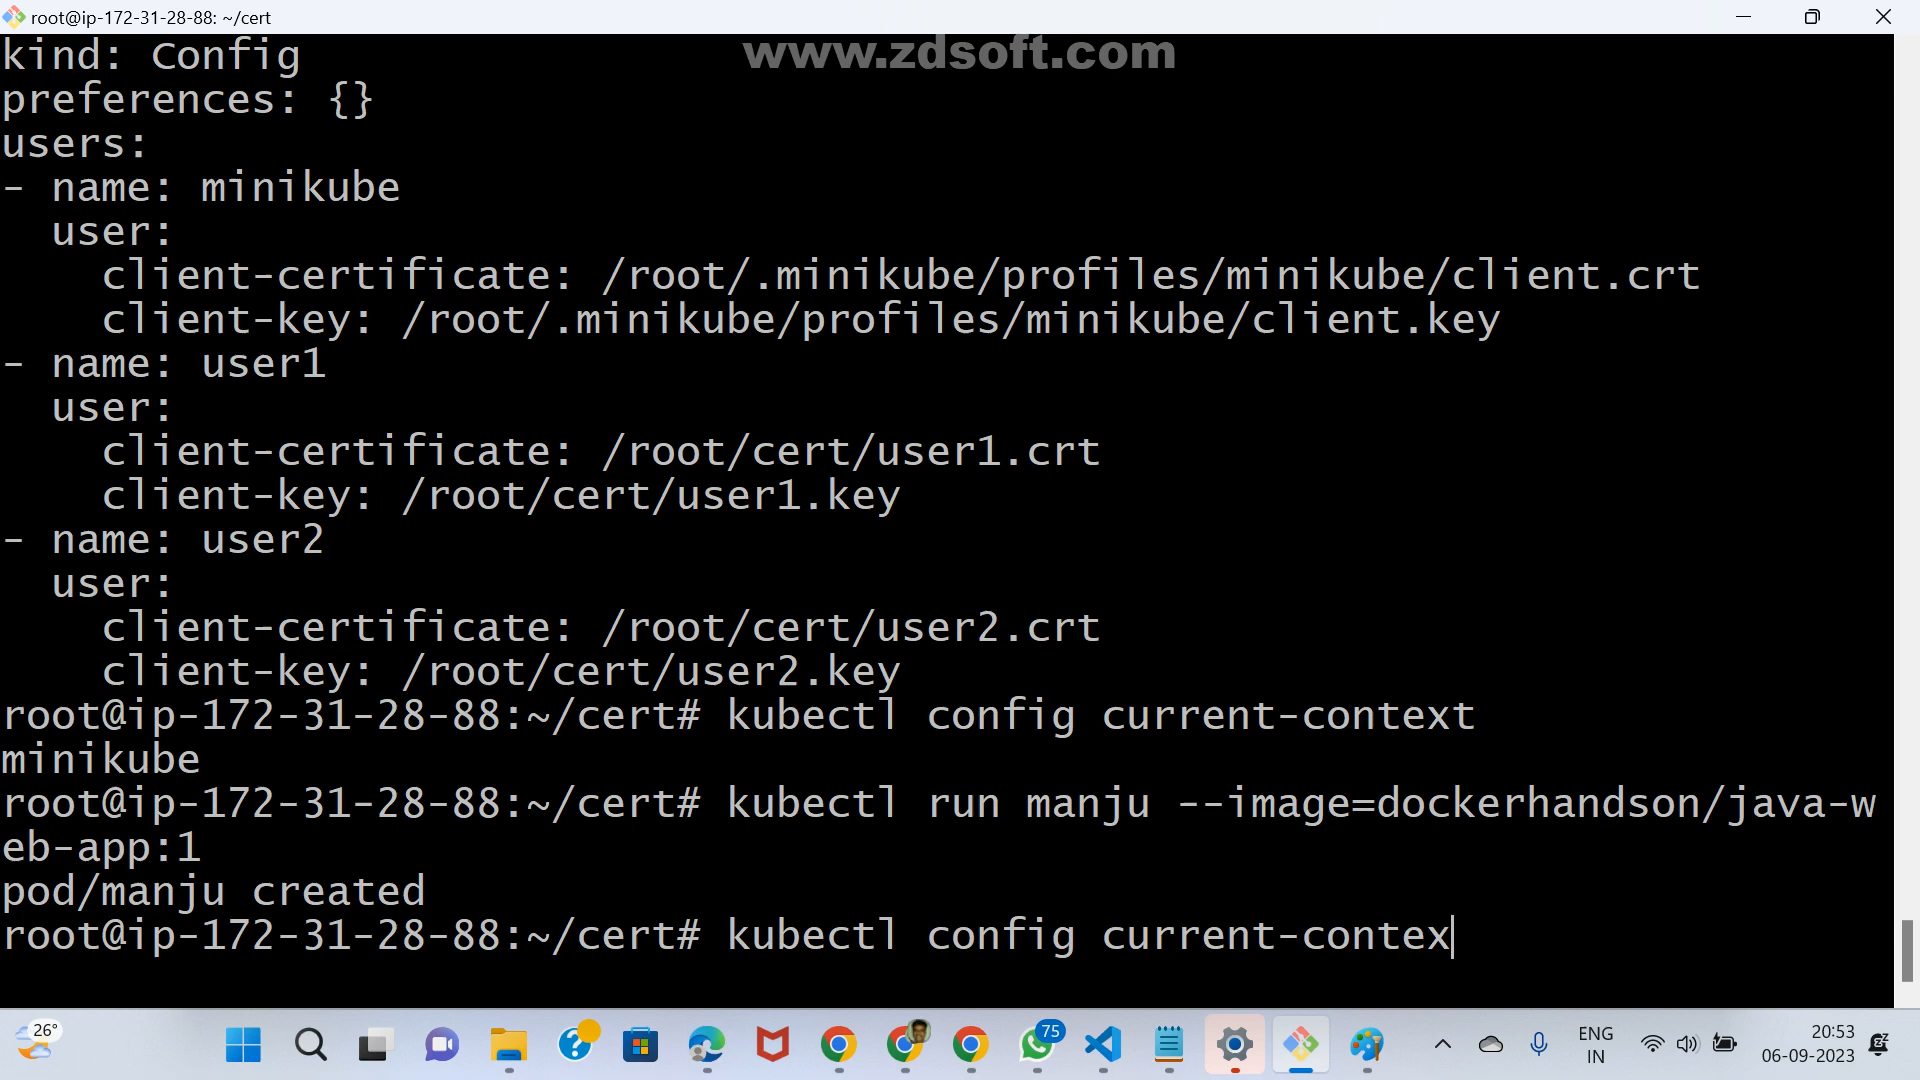 root@ip-172-31-28-88: ~/cert
www.zdsoft.com
kind: Config
preferences: {}
users:
- name: minikube
  user:
    client-certificate: /root/.minikube/profiles/minikube/client.crt
    client-key: /root/.minikube/profiles/minikube/client.key
- name: user1
  user:
    client-certificate: /root/cert/user1.crt
    client-key: /root/cert/user1.key
- name: user2
  user:
    client-certificate: /root/cert/user2.crt
    client-key: /root/cert/user2.key
root@ip-172-31-28-88:~/cert# kubectl config current-context
minikube
root@ip-172-31-28-88:~/cert# kubectl run manju --image=dockerhandson/java-w
eb-app:1
pod/manju created
root@ip-172-31-28-88:~/cert# kubectl config current-contex
26°
75
ENG
IN
20:53
06-09-2023